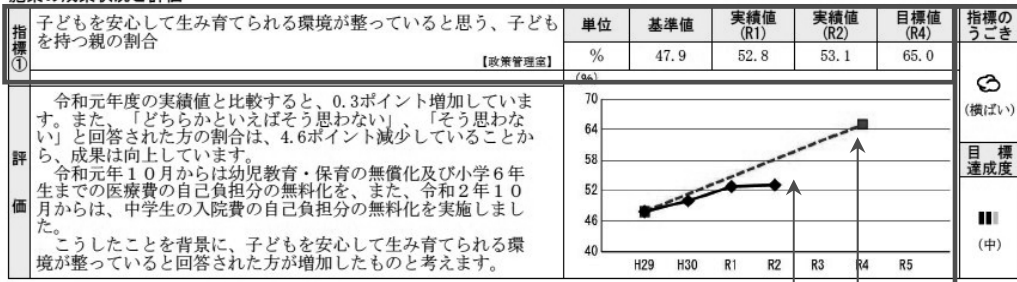 指標①
子どもを安心して生み育てられる環境が整っていると思う、子ども
を持つ親の割合
【政策管理室】
単位 基準値 実績値(R1) 実績値(R2) 目標値(R4)
% 47.9 52.8 53.1 65.0
指標の
うごき
(横ばい)
目標
達成度
(中)
評価
令和元年度の実績値と比較すると、0.3ポイント増加していま
す。また、「どちらかといえばそう思わない」、「そう思わな
い」と回答された方の割合は、4.6ポイント減少していることか
ら、成果は向上しています。
令和元年10月からは幼児教育・保育の無償化及び小学6年
生までの医療費の自己負担分の無料化を、また、令和2年10
月からは、中学生の入院費の自己負担分の無料化を実施しまし
た。
こうしたことを背景に、子どもを安心して生み育てられる環
境が整っていると回答された方が増加したものと考えます。
(%)
70
64
58
52
46
40
H29 H30 R1 R2 R3 R4 R5